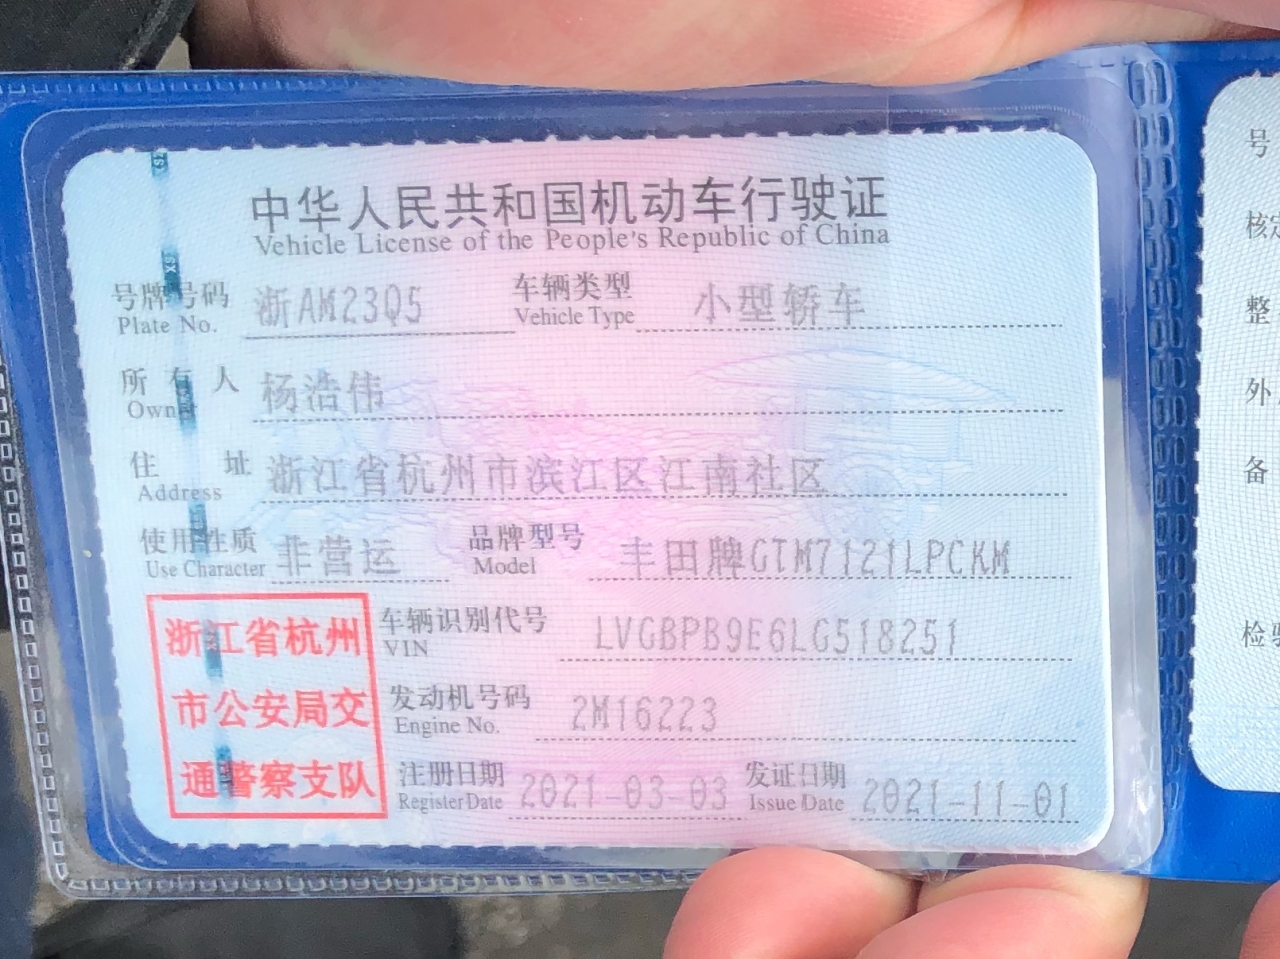 中华人民共和国机动车行驶证
Vehicle License of the People's Republic of China
号牌号码 浙AM23Q5 车辆类型 小型轿车
Plate No. Vehicle Type
所有人 杨浩伟
Owner
住址 浙江省杭州市滨江区江南社区
Address
使用性质 非营运 品牌型号 丰田牌GTM7121LPCKM
Use Character Model
车辆识别代号 LVGBPB9E6LG518251
VIN
发动机号码 2M16223
Engine No.
注册日期 2021-03-03 发证日期 2021-11-01
Register Date Issue Date
浙江省杭州
市公安局交
通警察支队
号
核定
整
外
备
检验